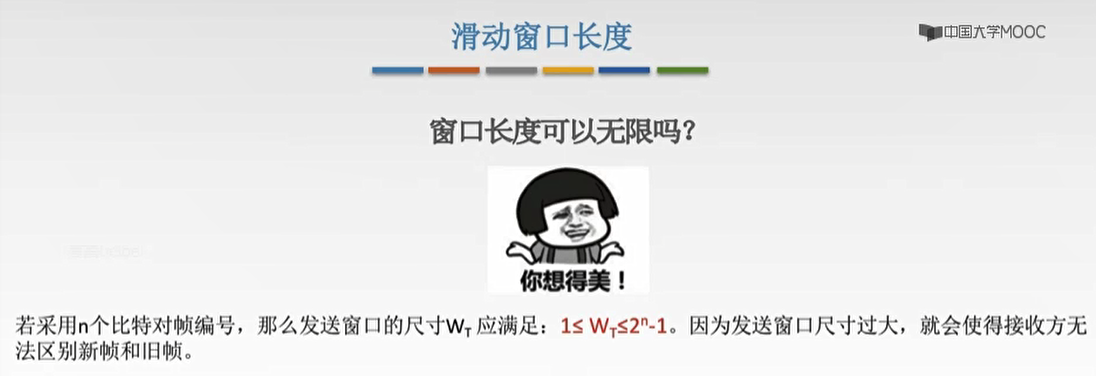 滑动窗口长度
中国大学MOOC
窗口长度可以无限吗？
你想得美！
若采用n个比特对帧编号，那么发送窗口的尺寸W_T 应满足：1≤ W_T≤2^n-1。因为发送窗口尺寸过大，就会使得接收方无
法区别新帧和旧帧。